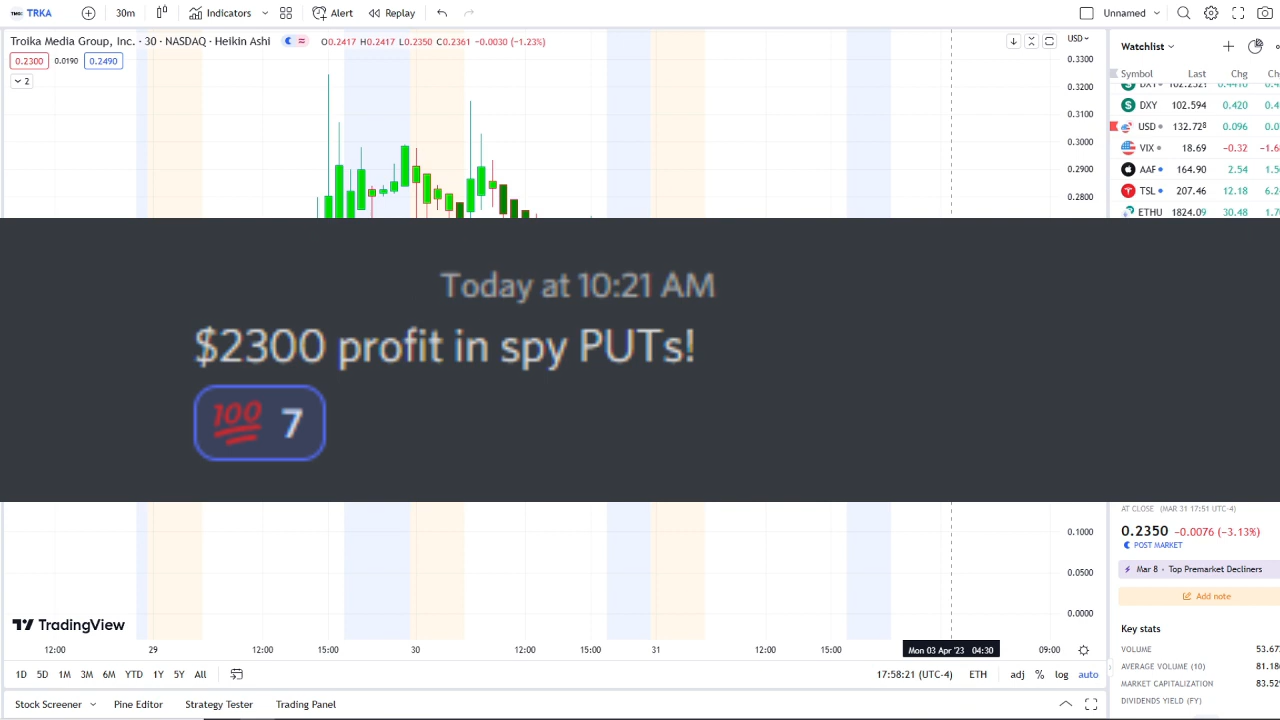 TRKA 30m Indicators Alert Replay Unnamed
Troika Media Group, Inc. · 30 · NASDAQ · Heikin Ashi O0.2417 H0.2417 L0.2350 C0.2361 −0.0030 (−1.23%) USD
0.2300 0.0190 0.2490
2
0.3300
0.3200
0.3100
0.3000
0.2900
0.2800
Watchlist
Symbol Last Chg
DXY 102.594 0.420
USD 132.728 0.096
VIX 18.69 −0.32
AAF 164.90 2.54
TSL 207.46 12.18
ETHU 1824.09 30.48
Today at 10:21 AM
$2300 profit in spy PUTs!
💯 7
AT CLOSE (MAR 31 17:51 UTC-4)
0.2350 −0.0076 (−3.13%)
POST MARKET
Mar 8 · Top Premarket Decliners
Add note
Key stats
VOLUME 53.67
AVERAGE VOLUME (10) 81.18
MARKET CAPITALIZATION 83.52
DIVIDENDS YIELD (FY)
0.1000
0.0500
0.0000
TradingView
12:00 29 12:00 15:00 30 12:00 15:00 31 12:00 15:00 Mon 03 Apr '23 04:30 09:00
1D 5D 1M 3M 6M YTD 1Y 5Y All 17:58:21 (UTC-4) ETH adj % log auto
Stock Screener Pine Editor Strategy Tester Trading Panel